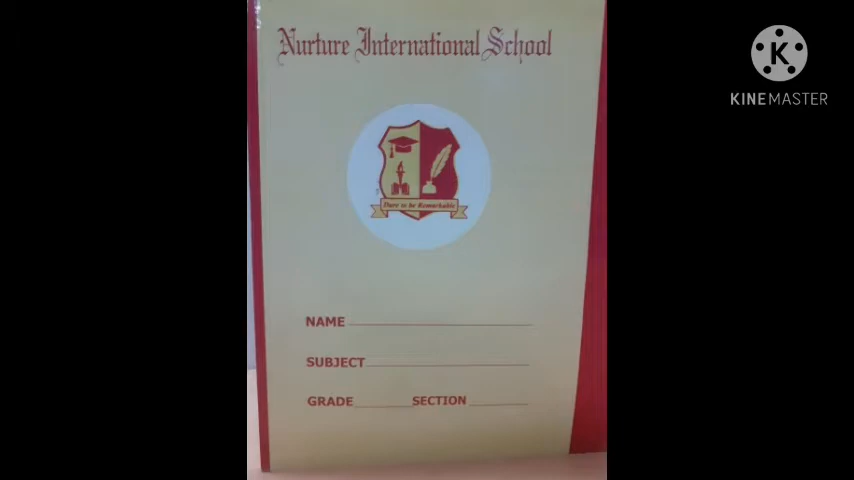 Nurture International School
Dare to be Remarkable
NAME
SUBJECT
GRADE SECTION
K
KINEMASTER